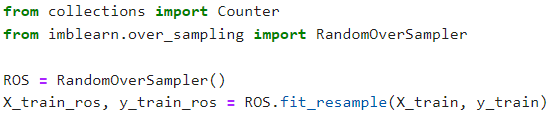 from collections import Counter
from imblearn.over_sampling import RandomOverSampler
ROS = RandomOverSampler()
X_train_ros, y_train_ros = ROS.fit_resample(X_train, y_train)